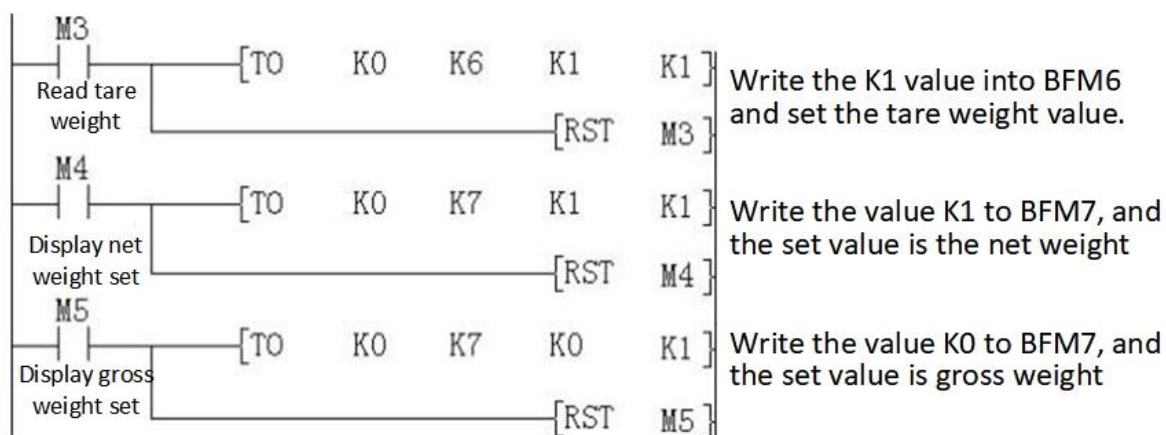 M3
[TO K0 K6 K1 K1]
Read tare
weight
Write the K1 value into BFM6
and set the tare weight value.
[RST M3]
M4
[TO K0 K7 K1 K1]
Display net
weight set
Write the value K1 to BFM7, and
the set value is the net weight
[RST M4]
M5
[TO K0 K7 K0 K1]
Display gross
weight set
Write the value K0 to BFM7, and
the set value is gross weight
[RST M5]